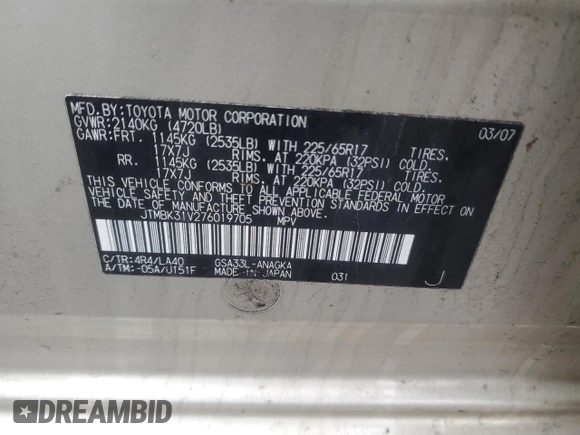 MFD.BY:TOYOTA MOTOR CORPORATION 03/07
GVWR:2140KG (4720LB)
GAWR:FRT. 1145KG (2535LB) WITH 225/65R17 TIRES.
17X7J RIMS. AT 220KPA (32PSI) COLD.
RR. 1145KG (2535LB) WITH 225/65R17 TIRES.
17X7J RIMS. AT 220KPA (32PSI) COLD.
THIS VEHICLE CONFORMS TO ALL APPLICABLE FEDERAL MOTOR
VEHICLE SAFETY AND THEFT PREVENTION STANDARDS IN EFFECT ON
THE DATE OF MANUFACTURE SHOWN ABOVE.
JTMBK31V276019705 MPV
C/TR:4R4/LA40 GSA33L-ANAGKA
A/TM:-05A/U151F MADE IN JAPAN 031 J
DREAMBID